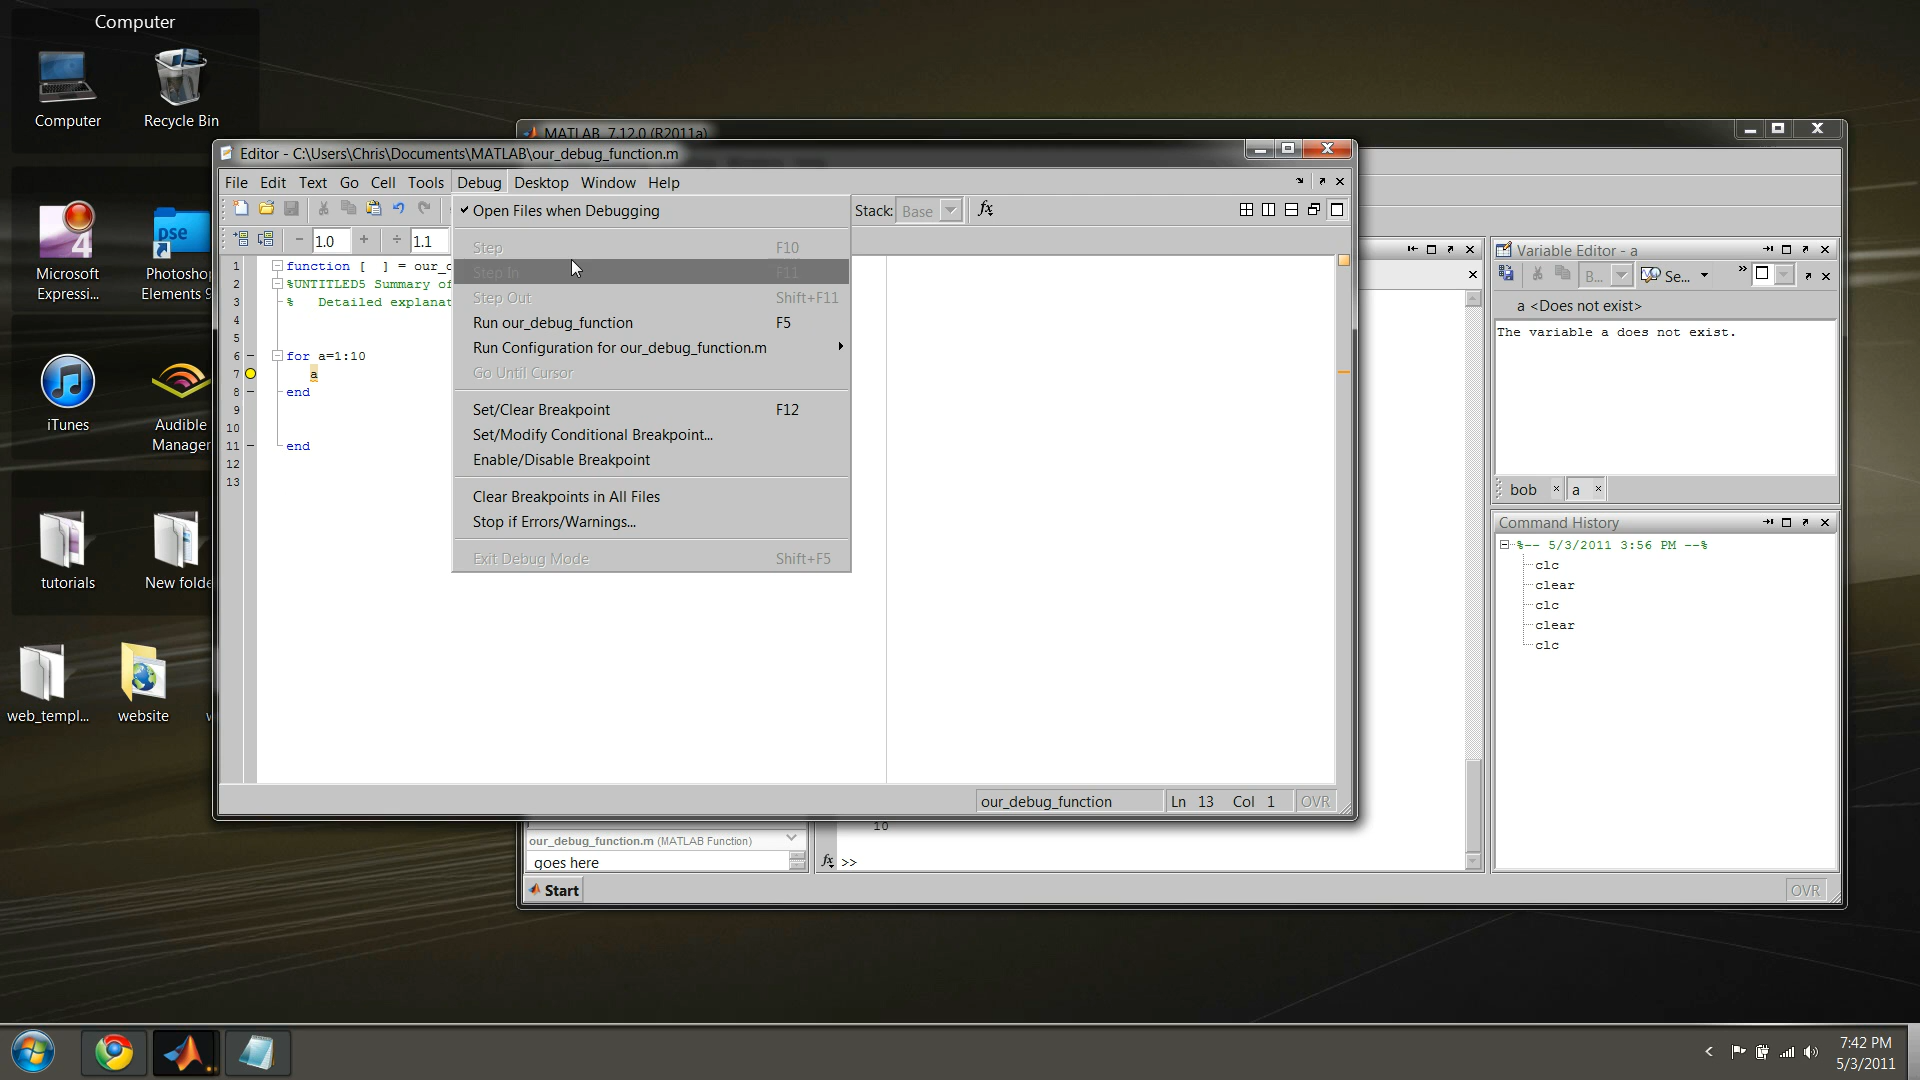 Computer
Computer
Recycle Bin
Microsoft
Expressi...
Photoshop
Elements 9
4
pse
iTunes
Audible
Manager
tutorials
New folde
web_templ...
website
MATLAB 7.12.0 (R2011a)
Editor - C:\Users\Chris\Documents\MATLAB\our_debug_function.m
File Edit Text Go Cell Tools Debug Desktop Window Help
Stack: Base fx
1.0 1.1
1 function [ ] = our_d
2 %UNTITLED5 Summary of
3 % Detailed explanat
4
5
6 for a=1:10
7 a
8 end
9
10
11 end
12
13
Open Files when Debugging
Step F10
Step In F11
Step Out Shift+F11
Run our_debug_function F5
Run Configuration for our_debug_function.m
Go Until Cursor
Set/Clear Breakpoint F12
Set/Modify Conditional Breakpoint...
Enable/Disable Breakpoint
Clear Breakpoints in All Files
Stop if Errors/Warnings...
Exit Debug Mode Shift+F5
our_debug_function Ln 13 Col 1 OVR
10
our_debug_function.m (MATLAB Function)
goes here
fx >>
Start
OVR
Variable Editor - a
B... Se...
a <Does not exist>
The variable a does not exist.
bob a
Command History
%-- 5/3/2011 3:56 PM --%
clc
clear
clc
clear
clc
7:42 PM
5/3/2011